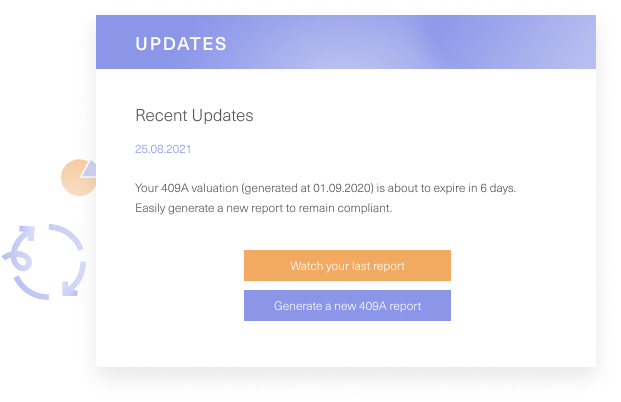 UPDATES
Recent Updates
25.08.2021
Your 409A valuation (generated at 01.09.2020) is about to expire in 6 days.
Easily generate a new report to remain compliant.
Watch your last report
Generate a new 409A report